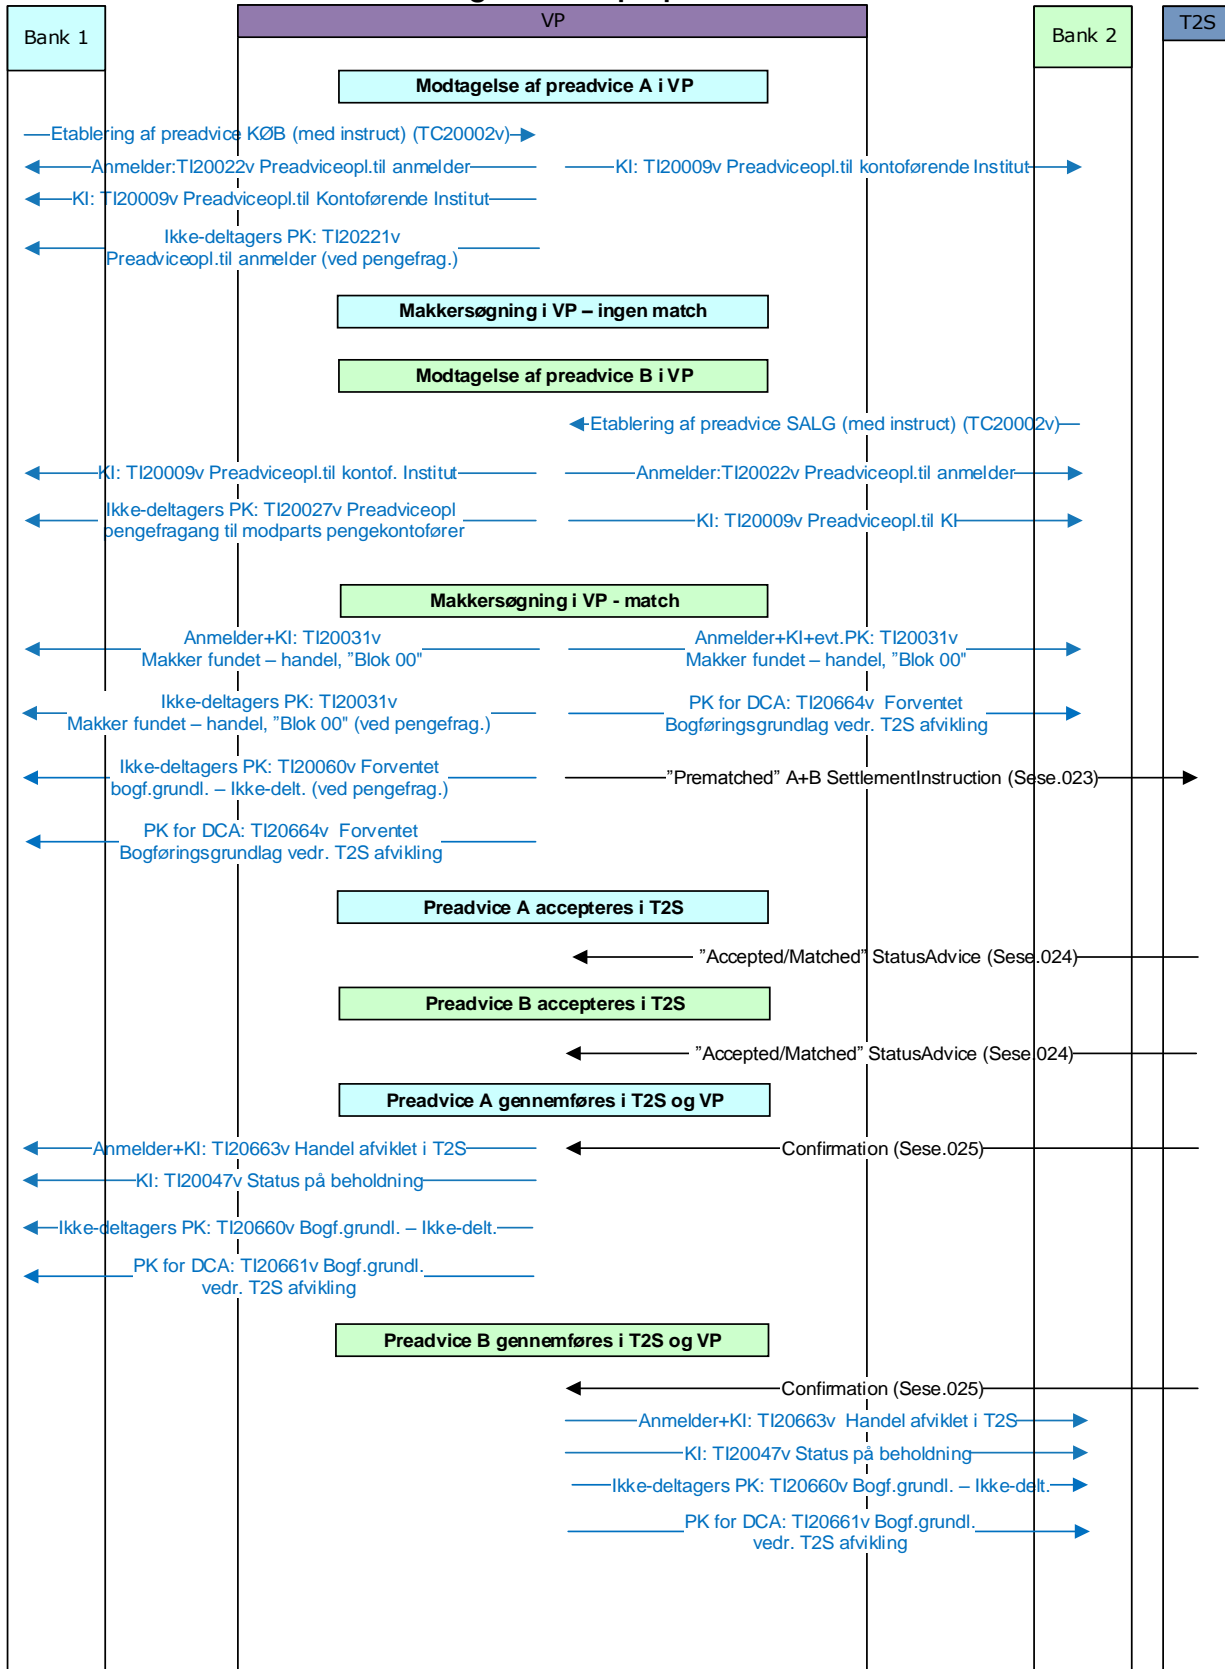 Bank 1
VP
Bank 2
T2S
Modtagelse af preadvice A i VP
Etablering af preadvice KØB (med instruct) (TC20002v)
Anmelder:TI20022v Preadviceopl.til anmelder
KI: TI20009v Preadviceopl.til kontoførende Institut
KI: TI20009v Preadviceopl.til Kontoførende Institut
Ikke-deltagers PK: TI20221v
Preadviceopl.til anmelder (ved pengefrag.)
Makkersøgning i VP – ingen match
Modtagelse af preadvice B i VP
Etablering af preadvice SALG (med instruct) (TC20002v)
KI: TI20009v Preadviceopl.til kontof. Institut
Anmelder:TI20022v Preadviceopl.til anmelder
Ikke-deltagers PK: TI20027v Preadviceopl
pengefragang til modparts pengekontofører
KI: TI20009v Preadviceopl.til KI
Makkersøgning i VP - match
Anmelder+KI: TI20031v
Makker fundet – handel, ”Blok 00"
Anmelder+KI+evt.PK: TI20031v
Makker fundet – handel, ”Blok 00"
Ikke-deltagers PK: TI20031v
Makker fundet – handel, ”Blok 00" (ved pengefrag.)
PK for DCA: TI20664v  Forventet
Bogføringsgrundlag vedr. T2S afvikling
Ikke-deltagers PK: TI20060v Forventet
bogf.grundl. – Ikke-delt. (ved pengefrag.)
”Prematched” A+B SettlementInstruction (Sese.023)
PK for DCA: TI20664v  Forventet
Bogføringsgrundlag vedr. T2S afvikling
Preadvice A accepteres i T2S
”Accepted/Matched” StatusAdvice (Sese.024)
Preadvice B accepteres i T2S
”Accepted/Matched” StatusAdvice (Sese.024)
Preadvice A gennemføres i T2S og VP
Anmelder+KI: TI20663v Handel afviklet i T2S
Confirmation (Sese.025)
KI: TI20047v Status på beholdning
Ikke-deltagers PK: TI20660v Bogf.grundl. – Ikke-delt.
PK for DCA: TI20661v Bogf.grundl.
vedr. T2S afvikling
Preadvice B gennemføres i T2S og VP
Confirmation (Sese.025)
Anmelder+KI: TI20663v  Handel afviklet i T2S
KI: TI20047v Status på beholdning
Ikke-deltagers PK: TI20660v Bogf.grundl. – Ikke-delt.
PK for DCA: TI20661v Bogf.grundl.
vedr. T2S afvikling